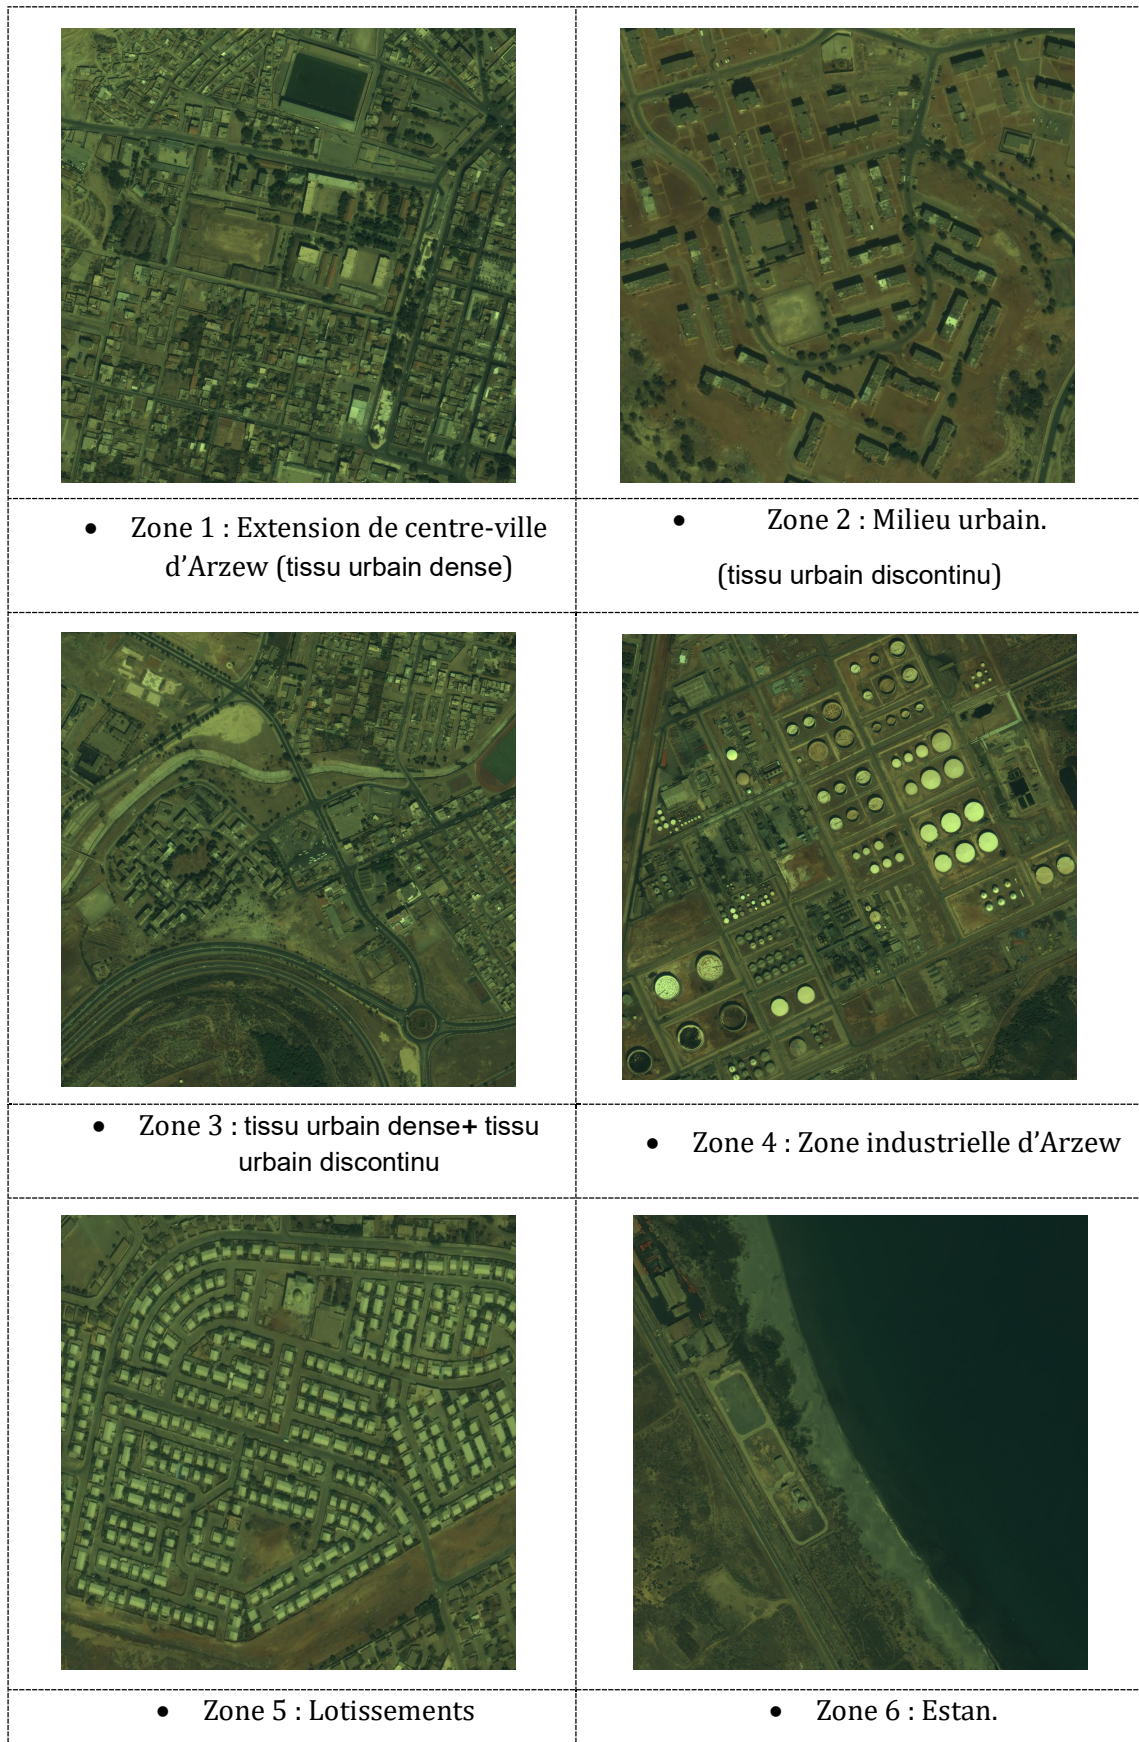 • Zone 1 : Extension de centre-ville
d’Arzew (tissu urbain dense)
• Zone 2 : Milieu urbain.
(tissu urbain discontinu)
• Zone 3 : tissu urbain dense+ tissu
urbain discontinu
• Zone 4 : Zone industrielle d’Arzew
• Zone 5 : Lotissements
• Zone 6 : Estan.